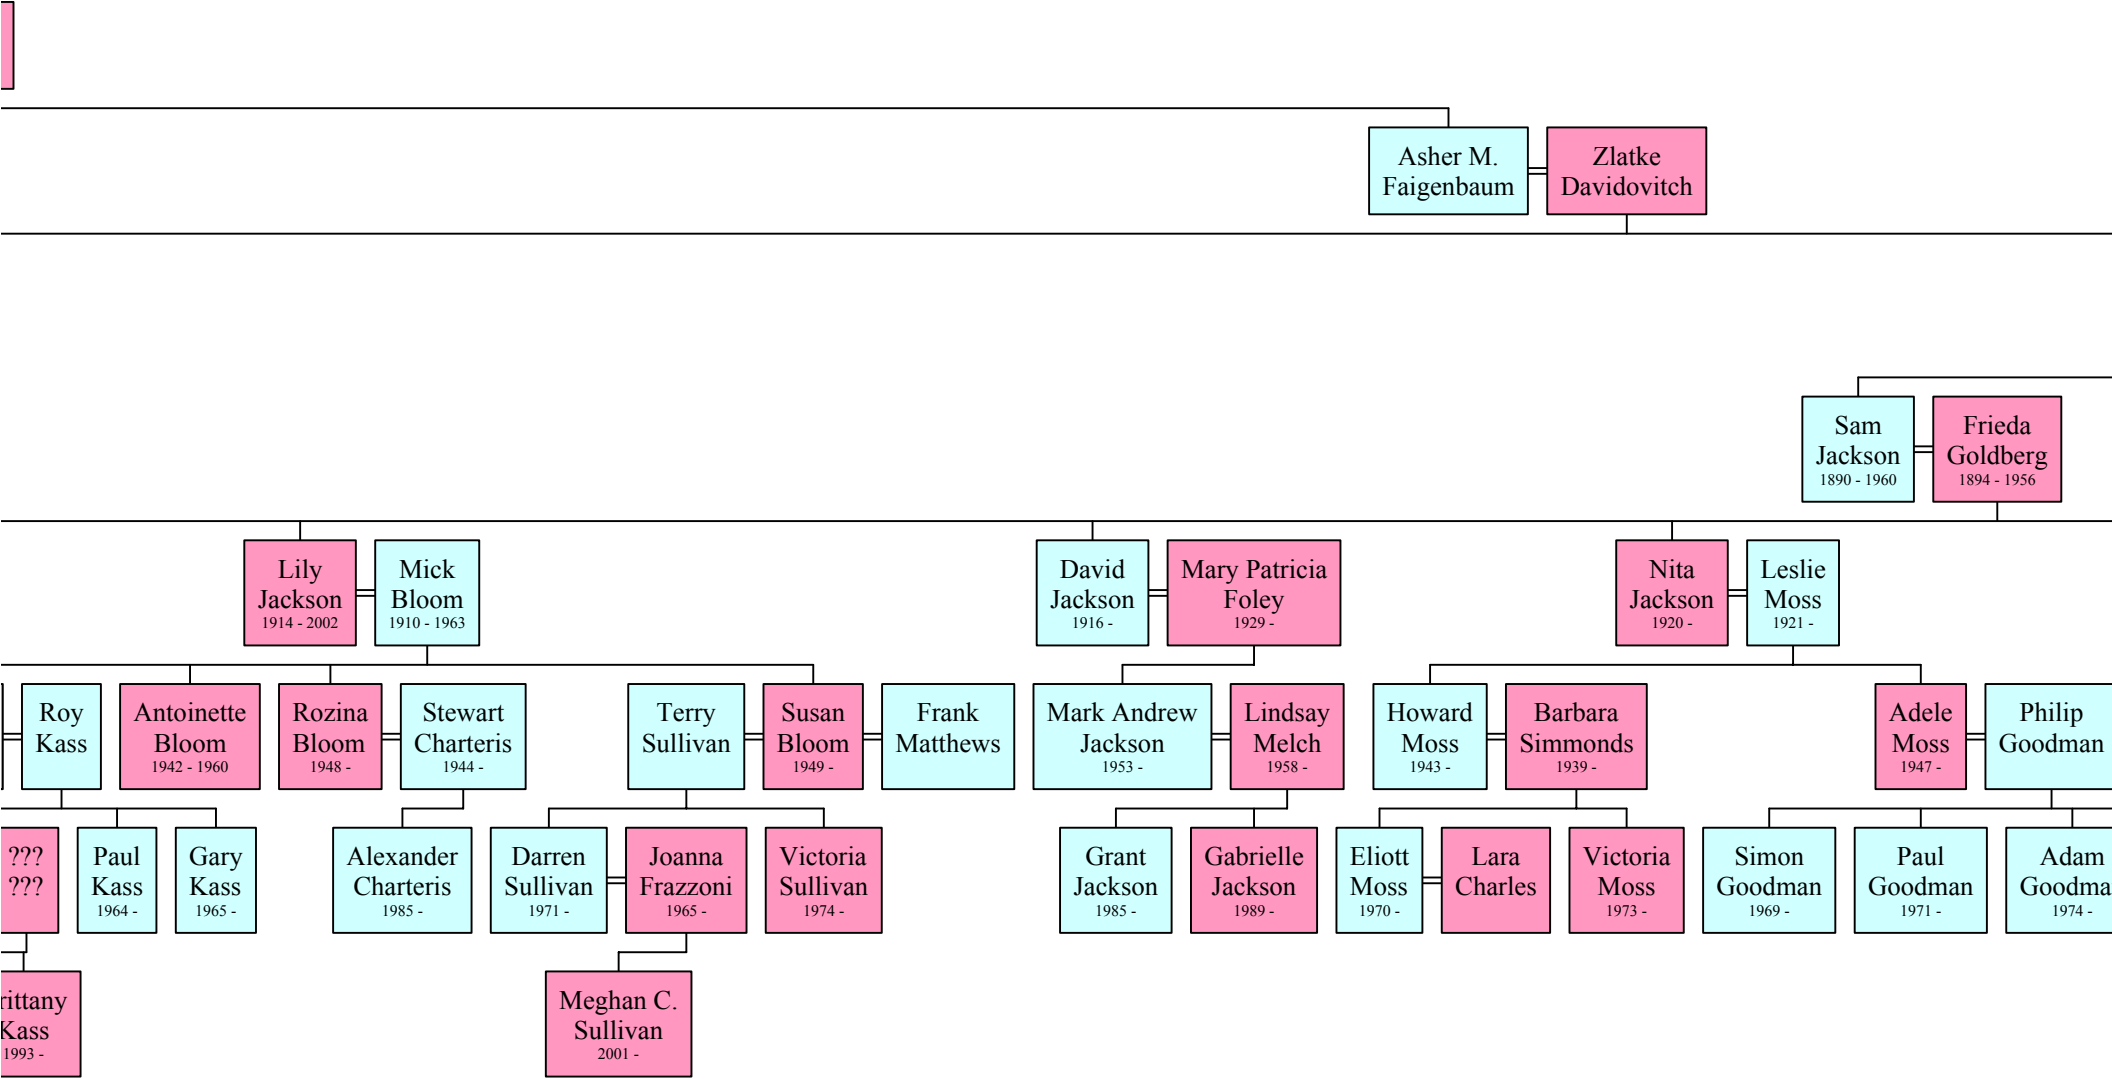 Asher M.
Faigenbaum
Zlatke
Davidovitch
Sam
Jackson
1890 - 1960
Frieda
Goldberg
1894 - 1956
Lily
Jackson
1914 - 2002
Mick
Bloom
1910 - 1963
David
Jackson
1916 -
Mary Patricia
Foley
1929 -
Nita
Jackson
1920 -
Leslie
Moss
1921 -
Roy
Kass
Antoinette
Bloom
1942 - 1960
Rozina
Bloom
1948 -
Stewart
Charteris
1944 -
Terry
Sullivan
Susan
Bloom
1949 -
Frank
Matthews
Mark Andrew
Jackson
1953 -
Lindsay
Melch
1958 -
Howard
Moss
1943 -
Barbara
Simmonds
1939 -
Adele
Moss
1947 -
Philip
Goodman
???
???
Paul
Kass
1964 -
Gary
Kass
1965 -
Alexander
Charteris
1985 -
Darren
Sullivan
1971 -
Joanna
Frazzoni
1965 -
Victoria
Sullivan
1974 -
Grant
Jackson
1985 -
Gabrielle
Jackson
1989 -
Eliott
Moss
1970 -
Lara
Charles
Victoria
Moss
1973 -
Simon
Goodman
1969 -
Paul
Goodman
1971 -
Adam
Goodma
1974 -
rittany
Kass
1993 -
Meghan C.
Sullivan
2001 -